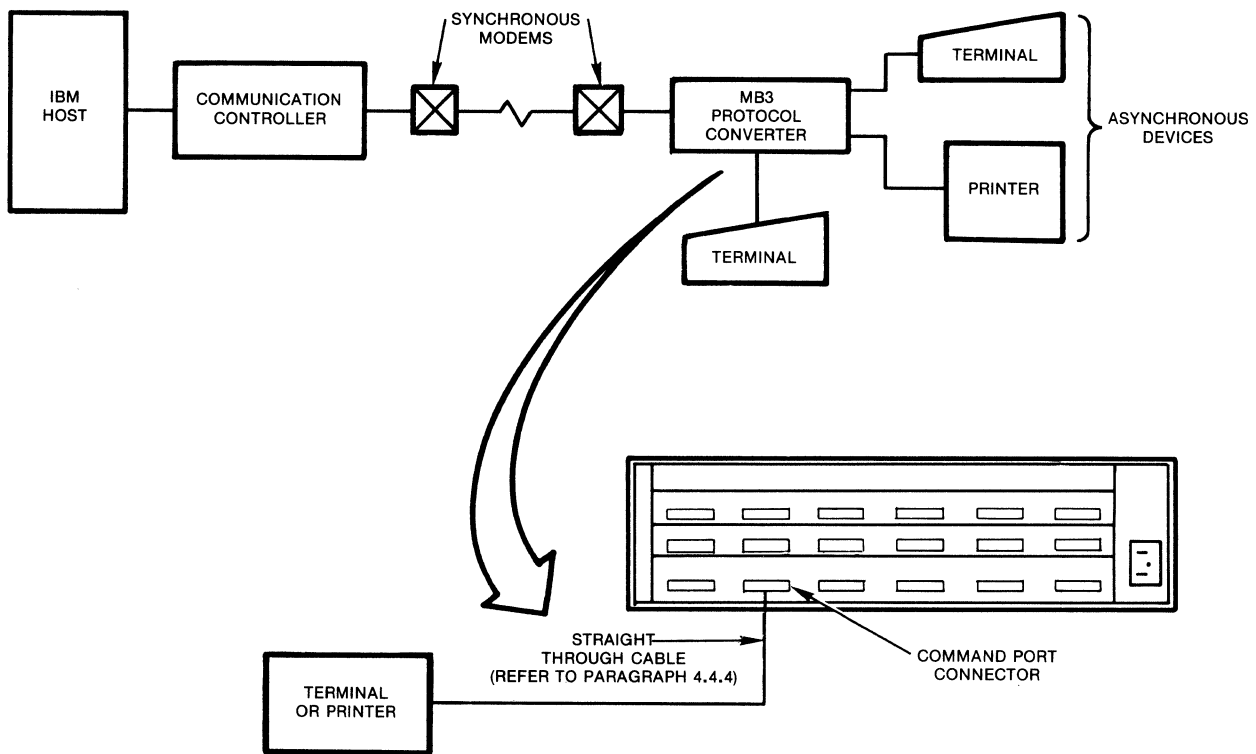 SYNCHRONOUS
MODEMS
IBM
HOST
COMMUNICATION
CONTROLLER
MB3
PROTOCOL
CONVERTER
TERMINAL
PRINTER
ASYNCHRONOUS
DEVICES
TERMINAL
STRAIGHT
THROUGH CABLE
(REFER TO PARAGRAPH 4.4.4)
COMMAND PORT
CONNECTOR
TERMINAL
OR PRINTER